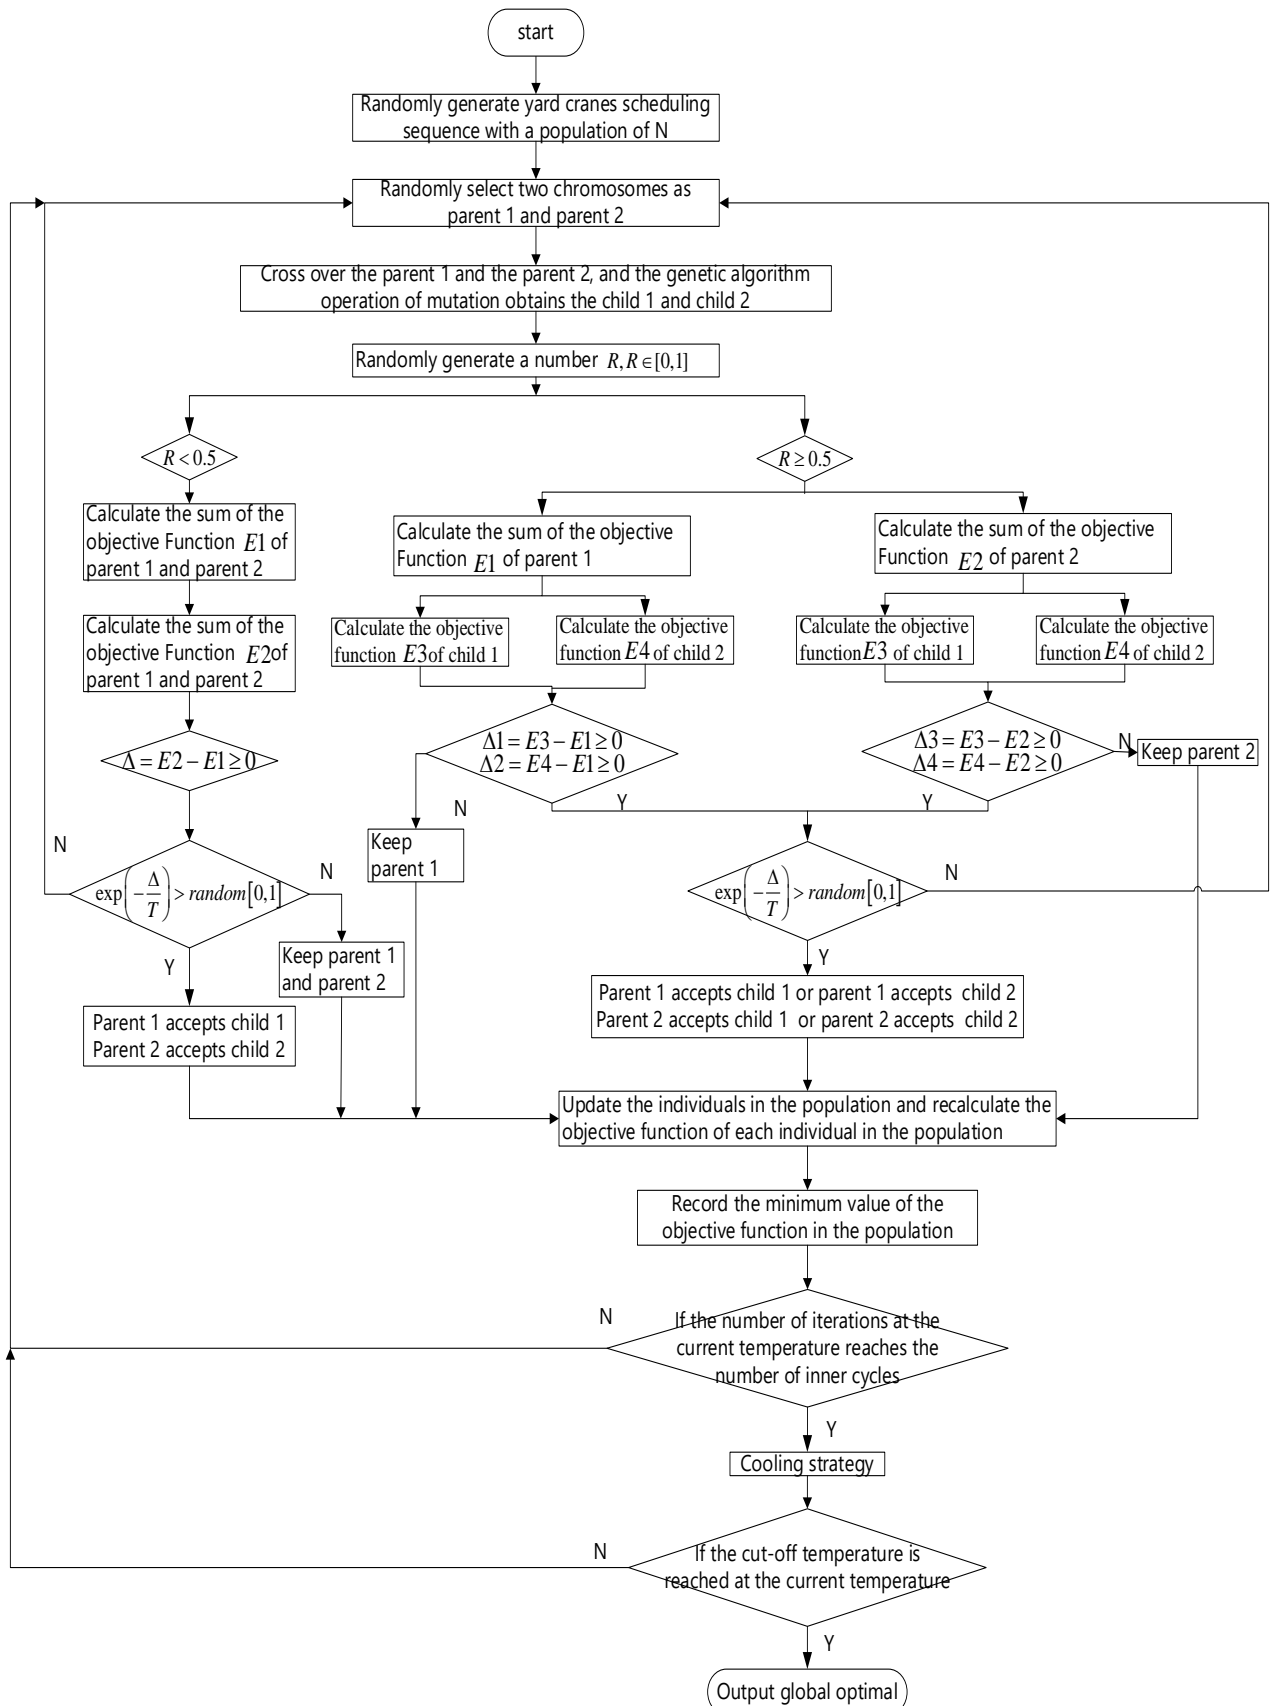 start
Randomly generate yard cranes scheduling
sequence with a population of N
Randomly select two chromosomes as
parent 1 and parent 2
Cross over the parent 1 and the parent 2, and the genetic algorithm
operation of mutation obtains the child 1 and child 2
Randomly generate a number R, R ∈ [0,1]
R < 0.5
R ≥ 0.5
Calculate the sum of the
objective Function E1 of
parent 1 and parent 2
Calculate the sum of the objective
Function E1 of parent 1
Calculate the sum of the objective
Function E2 of parent 2
Calculate the sum of the
objective Function E2of
parent 1 and parent 2
Calculate the objective
function E3of child 1
Calculate the objective
function E4 of child 2
Calculate the objective
functionE3 of child 1
Calculate the objective
function E4 of child 2
Δ = E2 − E1 ≥ 0
Δ1 = E3 − E1 ≥ 0
Δ2 = E4 − E1 ≥ 0
Δ3 = E3 − E2 ≥ 0
Δ4 = E4 − E2 ≥ 0
N
Keep parent 2
N
Y
Y
Keep
parent 1
N
exp(−Δ/T) > random[0,1]
N
exp(−Δ/T) > random[0,1]
N
Keep parent 1
and parent 2
Y
Y
Parent 1 accepts child 1
Parent 2 accepts child 2
Parent 1 accepts child 1 or parent 1 accepts child 2
Parent 2 accepts child 1 or parent 2 accepts child 2
Update the individuals in the population and recalculate the
objective function of each individual in the population
Record the minimum value of the
objective function in the population
N
If the number of iterations at the
current temperature reaches the
number of inner cycles
Y
Cooling strategy
N
If the cut-off temperature is
reached at the current temperature
Y
Output global optimal